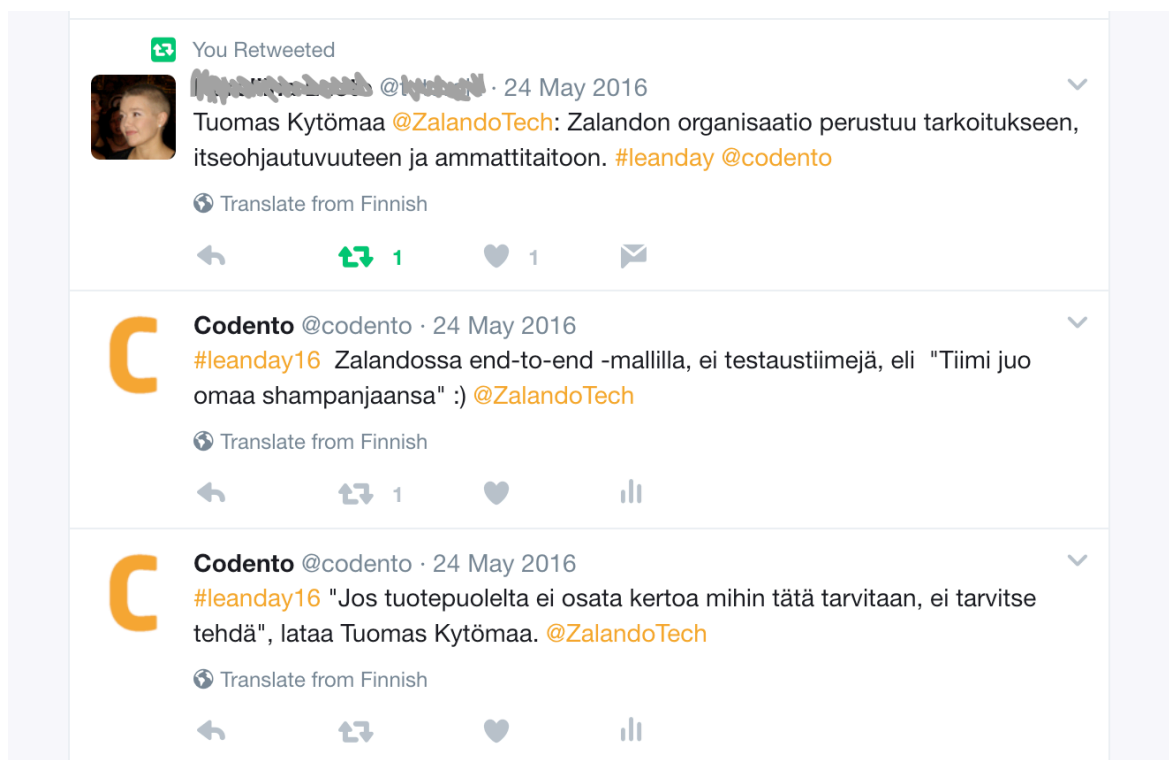 You Retweeted
@ · 24 May 2016
Tuomas Kytömaa @ZalandoTech: Zalandon organisaatio perustuu tarkoitukseen,
itseohjautuvuuteen ja ammattitaitoon. #leanday @codento
Translate from Finnish
1 1
Codento @codento · 24 May 2016
#leanday16 Zalandossa end-to-end -mallilla, ei testaustiimejä, eli "Tiimi juo
omaa shampanjaansa" :) @ZalandoTech
Translate from Finnish
1
Codento @codento · 24 May 2016
#leanday16 "Jos tuotepuolelta ei osata kertoa mihin tätä tarvitaan, ei tarvitse
tehdä", lataa Tuomas Kytömaa. @ZalandoTech
Translate from Finnish